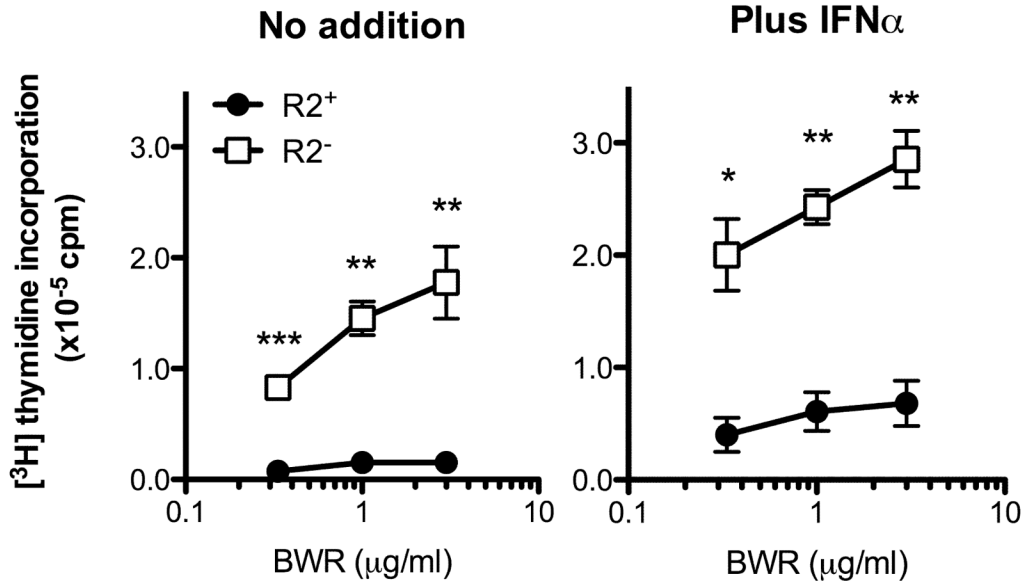 No addition
Plus IFNα
[³H] thymidine incorporation
(x10⁻⁵ cpm)
R2⁺
R2⁻
3.0
2.0
1.0
0.0
***
**
**
0.1
1
10
BWR (μg/ml)
3.0
2.0
1.0
0.0
*
**
**
0.1
1
10
BWR (μg/ml)